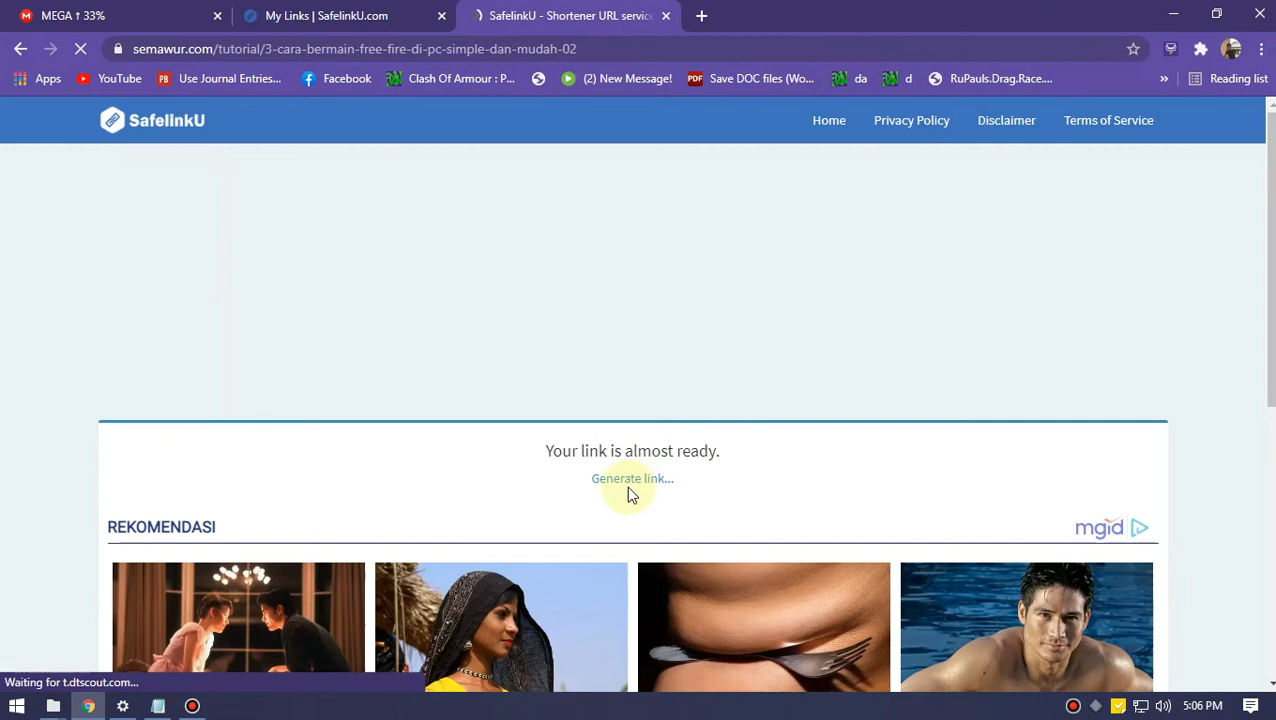 MEGA ↑ 33%
My Links | SafelinkU.com
SafelinkU - Shortener URL service
semawur.com/tutorial/3-cara-bermain-free-fire-di-pc-simple-dan-mudah-02
Apps
YouTube
PB Use Journal Entries...
Facebook
Clash Of Armour : P...
(2) New Message!
PDF Save DOC files (Wo...
da
d
RuPauls.Drag.Race....
»
Reading list
SafelinkU
Home
Privacy Policy
Disclaimer
Terms of Service
Your link is almost ready.
Generate link...
REKOMENDASI
mgid
Waiting for t.dtscout.com...
5:06 PM